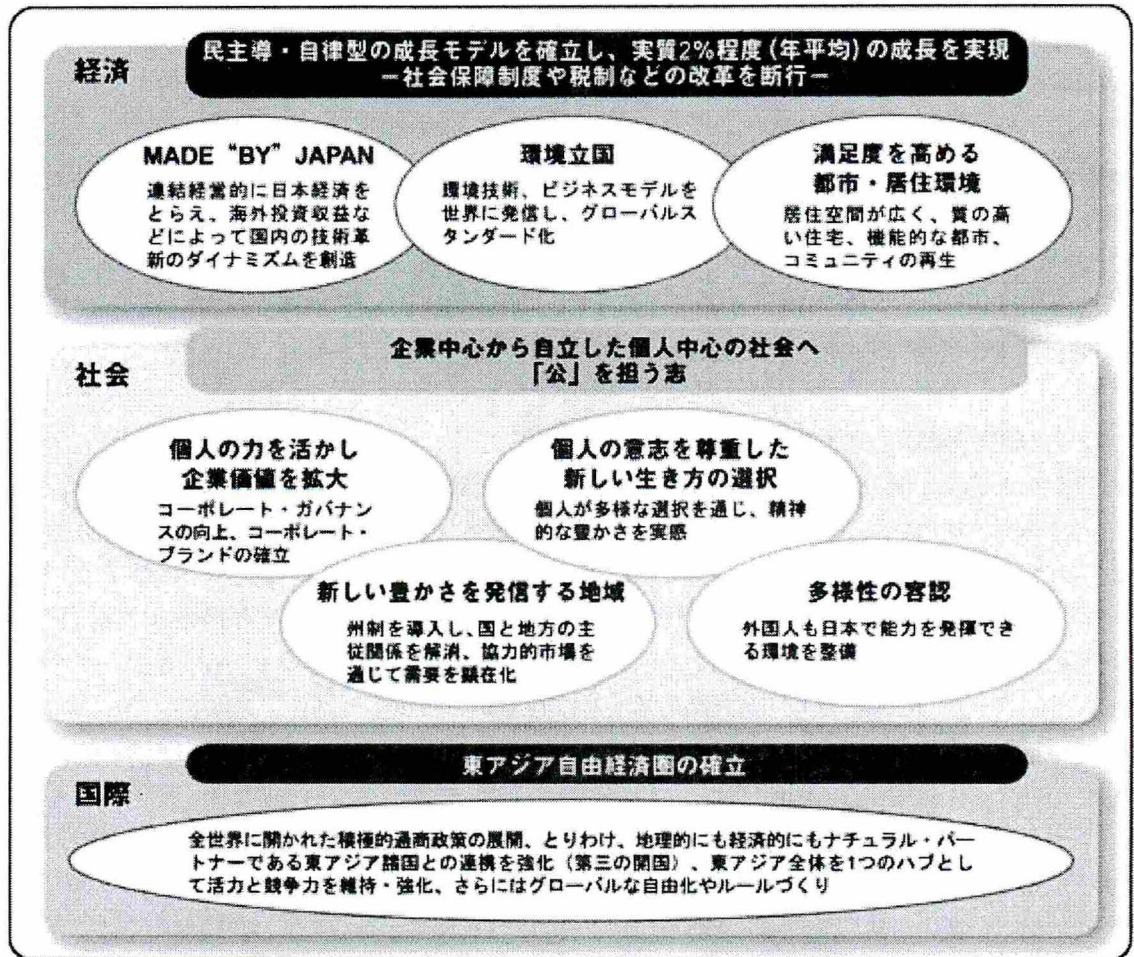 経済
民主導・自律型の成長モデルを確立し、実質2%程度(年平均)の成長を実現
ー社会保障制度や税制などの改革を断行ー
MADE "BY" JAPAN
連結経営的に日本経済を
とらえ、海外投資収益な
どによって国内の技術革
新のダイナミズムを創造
環境立国
環境技術、ビジネスモデルを
世界に発信し、グローバルス
タンダード化
満足度を高める
都市・居住環境
居住空間が広く、質の高
い住宅、機能的な都市、
コミュニティの再生
社会
企業中心から自立した個人中心の社会へ
「公」を担う志
個人の力を活かし
企業価値を拡大
コーポレート・ガバナン
スの向上、コーポレート・
ブランドの確立
個人の意志を尊重した
新しい生き方の選択
個人が多様な選択を通じ、精神
的な豊かさを実感
新しい豊かさを発信する地域
州制を導入し、国と地方の主
従関係を解消、協力的市場を
通じて需要を顕在化
多様性の容認
外国人も日本で能力を発揮でき
る環境を整備
国際
東アジア自由経済圏の確立
全世界に開かれた積極的通商政策の展開、とりわけ、地理的にも経済的にもナチュラル・パー
トナーである東アジア諸国との連携を強化(第三の開国)、東アジア全体を1つのハブとし
て活力と競争力を維持・強化、さらにはグローバルな自由化やルールづくり